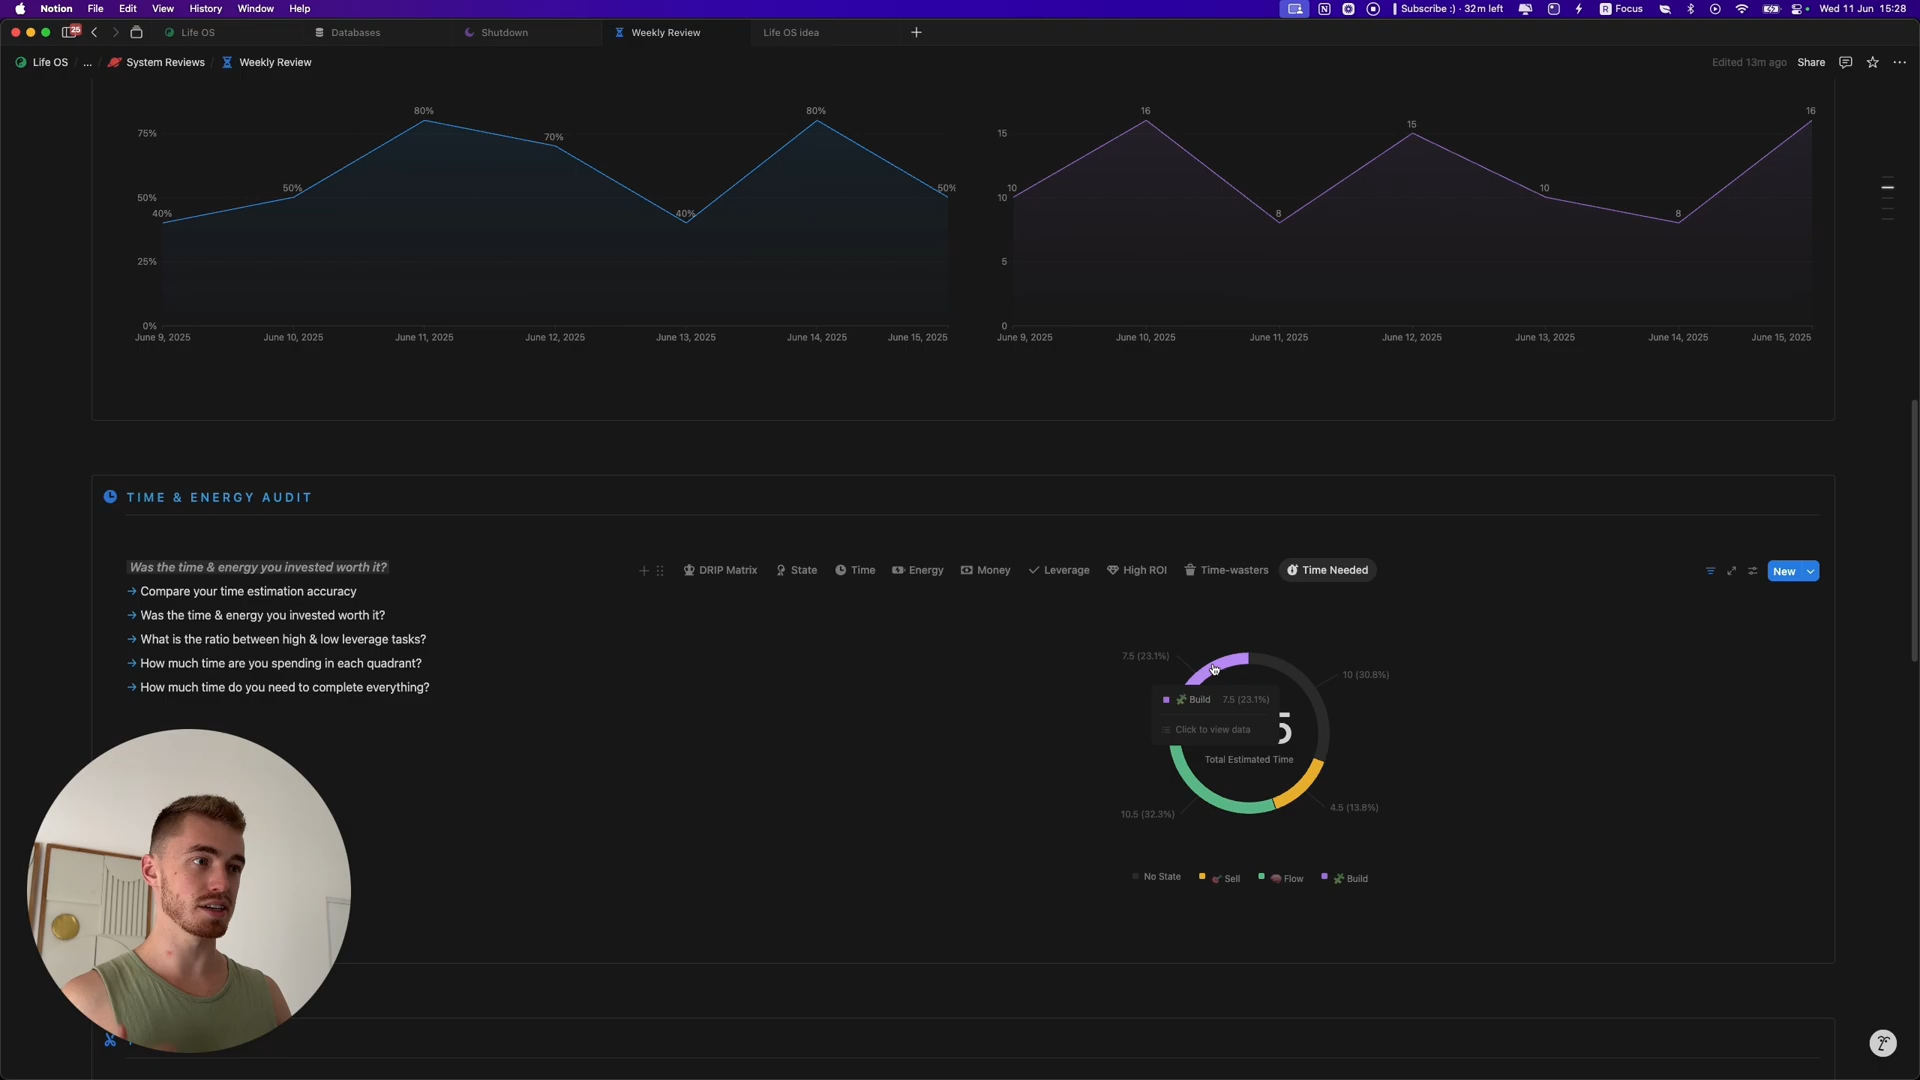 Notion File Edit View History Window Help
Subscribe :) · 32m left Focus Wed 11 Jun 15:28
25 Life OS Databases Shutdown Weekly Review Life OS idea
Life OS / ... / System Reviews / Weekly Review Edited 13m ago Share
80% 80% 16 16
75% 70% 15 15
50% 50% 50% 10 10 10
40% 40% 8 8
25% 5
0% 0
June 9, 2025 June 10, 2025 June 11, 2025 June 12, 2025 June 13, 2025 June 14, 2025 June 15, 2025
June 9, 2025 June 10, 2025 June 11, 2025 June 12, 2025 June 13, 2025 June 14, 2025 June 15, 2025
TIME & ENERGY AUDIT
Was the time & energy you invested worth it?
→ Compare your time estimation accuracy
→ Was the time & energy you invested worth it?
→ What is the ratio between high & low leverage tasks?
→ How much time are you spending in each quadrant?
→ How much time do you need to complete everything?
DRIP Matrix State Time Energy Money Leverage High ROI Time-wasters Time Needed New
7.5 (23.1%)
10 (30.8%)
Build 7.5 (23.1%)
Click to view data
5
Total Estimated Time
10.5 (32.3%)
4.5 (13.8%)
No State Sell Flow Build